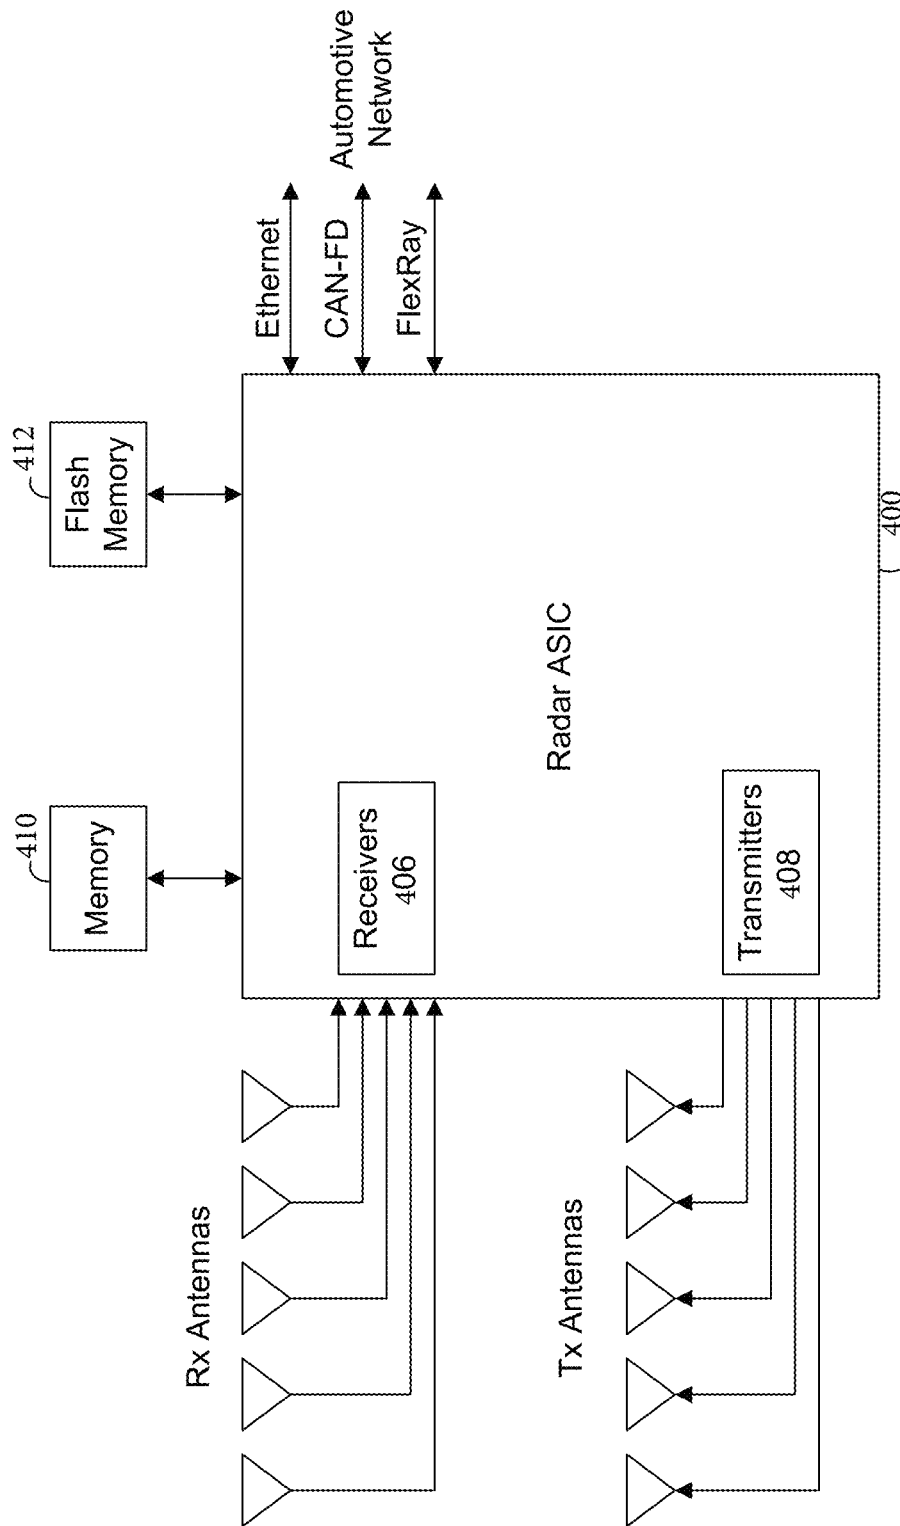 410
Memory
412
Flash
Memory
Rx Antennas
Receivers
406
Ethernet
CAN-FD
FlexRay
Automotive
Network
Radar ASIC
Tx Antennas
Transmitters
408
400